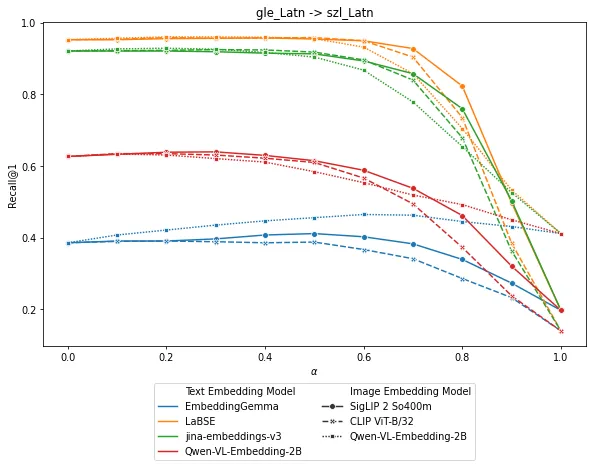 gle_Latn -> szl_Latn
1.0
0.8
0.6
0.4
0.2
Recall@1
0.0 0.2 0.4 0.6 0.8 1.0
α
Text Embedding Model Image Embedding Model
EmbeddingGemma SigLIP 2 So400m
LaBSE CLIP ViT-B/32
jina-embeddings-v3 Qwen-VL-Embedding-2B
Qwen-VL-Embedding-2B